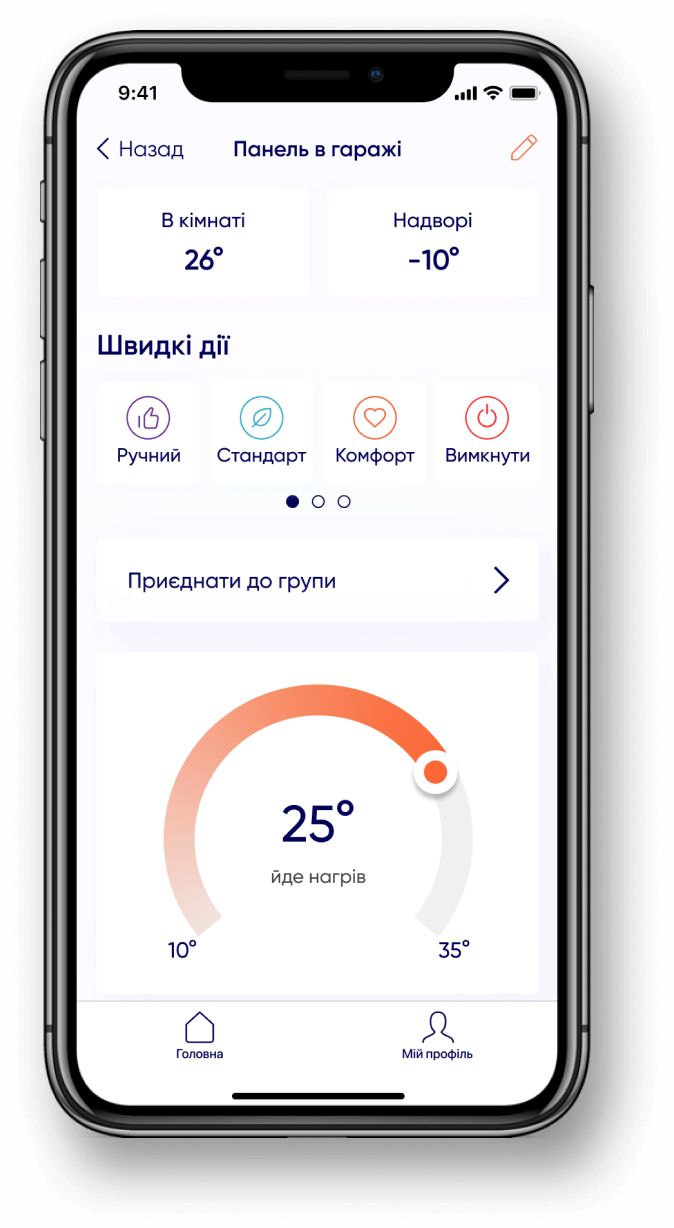 9:41
Назад
Панель в гаражі
В кімнаті
26°
Надворі
-10°
Швидкі дії
Ручний
Стандарт
Комфорт
Вимкнути
Приєднати до групи
25°
йде нагрів
10°
35°
Головна
Мій профіль